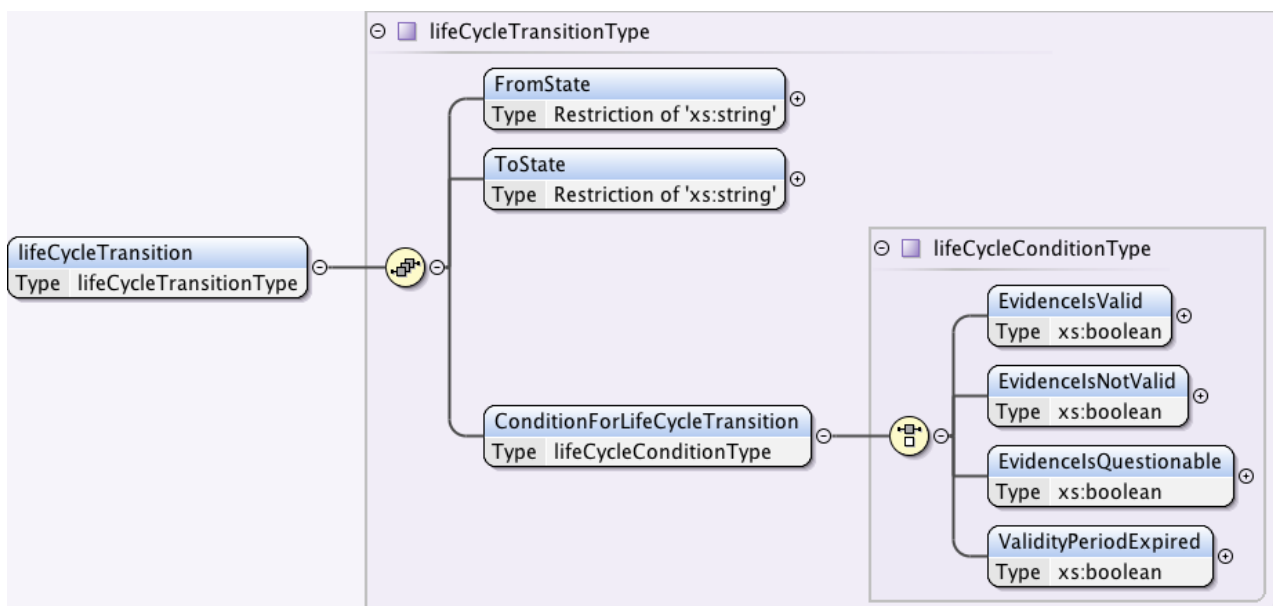 lifeCycleTransitionType
FromState
Type Restriction of 'xs:string'
ToState
Type Restriction of 'xs:string'
lifeCycleTransition
Type lifeCycleTransitionType
lifeCycleConditionType
EvidenceIsValid
Type xs:boolean
EvidenceIsNotValid
Type xs:boolean
ConditionForLifeCycleTransition
Type lifeCycleConditionType
EvidenceIsQuestionable
Type xs:boolean
ValidityPeriodExpired
Type xs:boolean